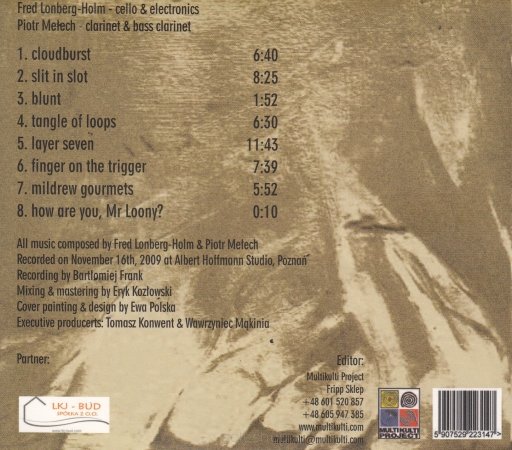 Fred Lonberg-Holm - cello & electronics
Piotr Mełech - clarinet & bass clarinet
1. cloudburst 6:40
2. slit in slot 8:25
3. blunt 1:52
4. tangle of loops 6:30
5. layer seven 11:43
6. finger on the trigger 7:39
7. mildrew gourmets 5:52
8. how are you, Mr Loony? 0:10
All music composed by Fred Lonberg-Holm & Piotr Mełech
Recorded on November 16th, 2009 at Albert Hoffmann Studio, Poznań
Recording by Bartłomiej Frank
Mixing & mastering by Eryk Kozłowski
Cover painting & design by Ewa Polska
Executive producerts: Tomasz Konwent & Wawrzyniec Mąkinia
Partner:
LKJ - BUD
SPÓŁKA Z O.O.
Editor:
Multikulti Project
Fripp Sklep
+48 601 520 857
+48 605 947 385
www.multikulti.com
multikulti@multikulti.com
MULTIKULTI
PROJECT
5 907529 223147 >